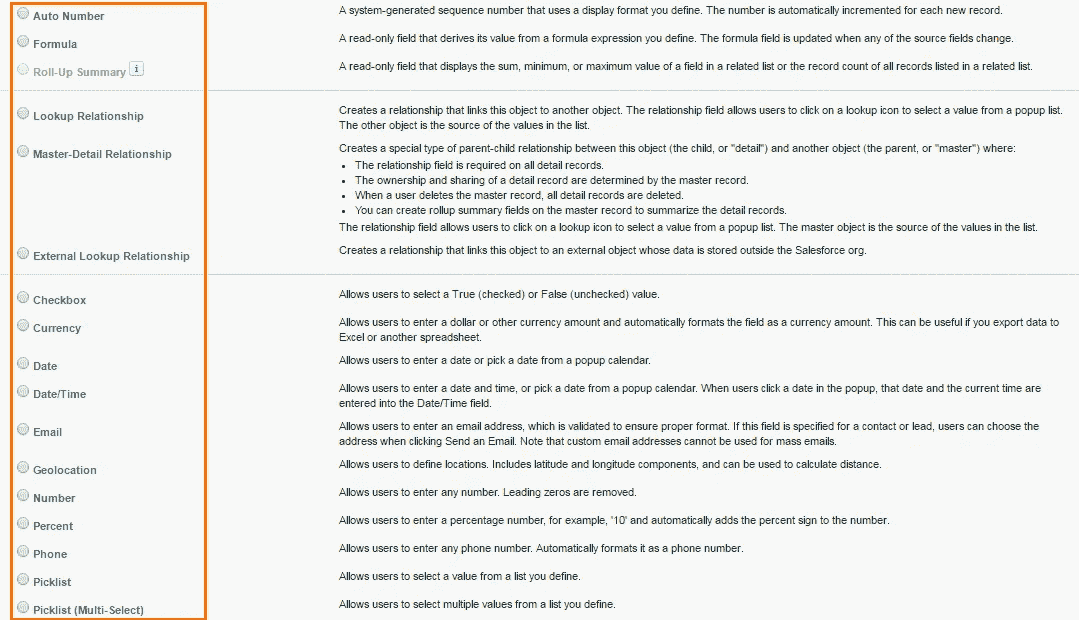 Auto Number
A system-generated sequence number that uses a display format you define. The number is automatically incremented for each new record.
Formula
A read-only field that derives its value from a formula expression you define. The formula field is updated when any of the source fields change.
Roll-Up Summary i
A read-only field that displays the sum, minimum, or maximum value of a field in a related list or the record count of all records listed in a related list.
Lookup Relationship
Creates a relationship that links this object to another object. The relationship field allows users to click on a lookup icon to select a value from a popup list.
The other object is the source of the values in the list.
Master-Detail Relationship
Creates a special type of parent-child relationship between this object (the child, or "detail") and another object (the parent, or "master") where:
• The relationship field is required on all detail records.
• The ownership and sharing of a detail record are determined by the master record.
• When a user deletes the master record, all detail records are deleted.
• You can create rollup summary fields on the master record to summarize the detail records.
The relationship field allows users to click on a lookup icon to select a value from a popup list. The master object is the source of the values in the list.
External Lookup Relationship
Creates a relationship that links this object to an external object whose data is stored outside the Salesforce org.
Checkbox
Allows users to select a True (checked) or False (unchecked) value.
Currency
Allows users to enter a dollar or other currency amount and automatically formats the field as a currency amount. This can be useful if you export data to
Excel or another spreadsheet.
Date
Allows users to enter a date or pick a date from a popup calendar.
Date/Time
Allows users to enter a date and time, or pick a date from a popup calendar. When users click a date in the popup, that date and the current time are
entered into the Date/Time field.
Email
Allows users to enter an email address, which is validated to ensure proper format. If this field is specified for a contact or lead, users can choose the
address when clicking Send an Email. Note that custom email addresses cannot be used for mass emails.
Geolocation
Allows users to define locations. Includes latitude and longitude components, and can be used to calculate distance.
Number
Allows users to enter any number. Leading zeros are removed.
Percent
Allows users to enter a percentage number, for example, '10' and automatically adds the percent sign to the number.
Phone
Allows users to enter any phone number. Automatically formats it as a phone number.
Picklist
Allows users to select a value from a list you define.
Picklist (Multi-Select)
Allows users to select multiple values from a list you define.